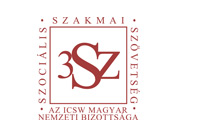 SZOCIÁLIS
SZAKMAI
SZÖVETSÉG
3SZ
• AZ ICSW MAGYAR •
NEMZETI BIZOTTSÁGA